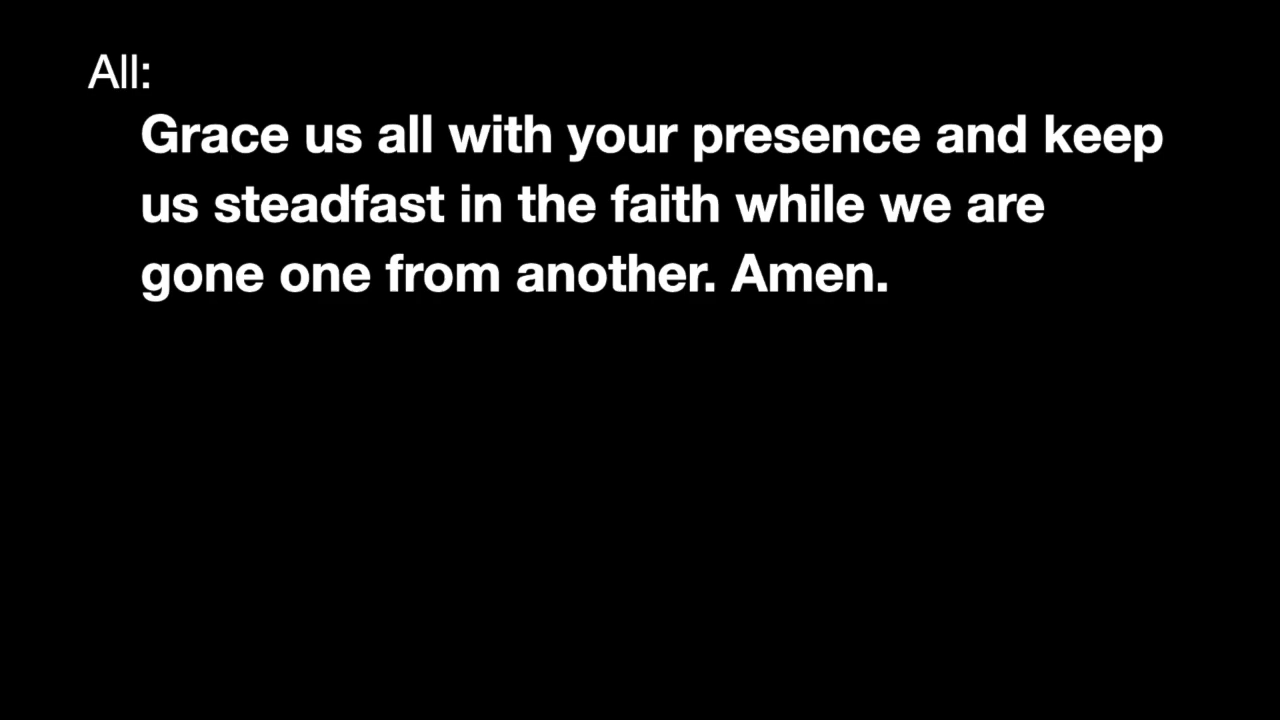 All:
Grace us all with your presence and keep
us steadfast in the faith while we are
gone one from another. Amen.